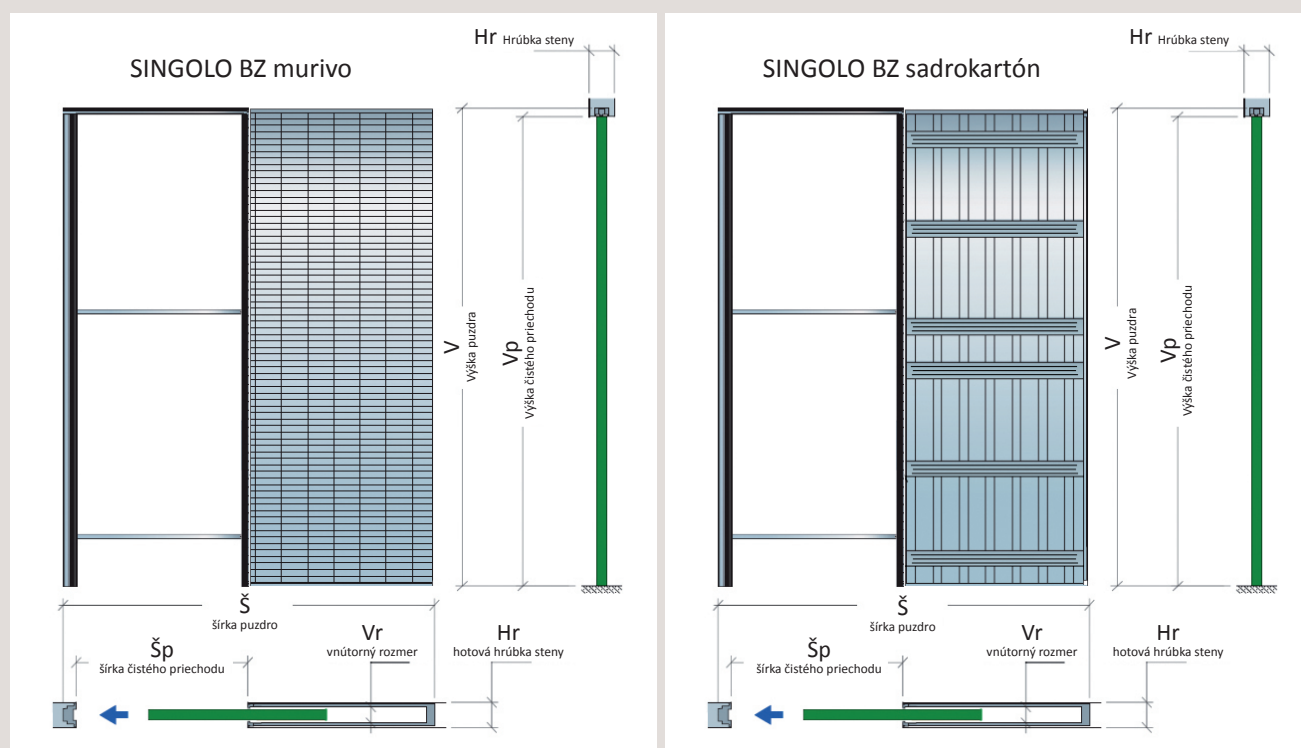 Hr Hrúbka steny
SINGOLO BZ murivo
V
Výška puzdra
Vp
Výška čistého priechodu
Š
šírka puzdro
Šp
šírka čistého priechodu
Vr
vnútorný rozmer
Hr
hotová hrúbka steny
Hr Hrúbka steny
SINGOLO BZ sadrokartón
V
Výška puzdra
Vp
Výška čistého priechodu
Š
šírka puzdro
Šp
šírka čistého priechodu
Vr
vnútorný rozmer
Hr
hotová hrúbka steny